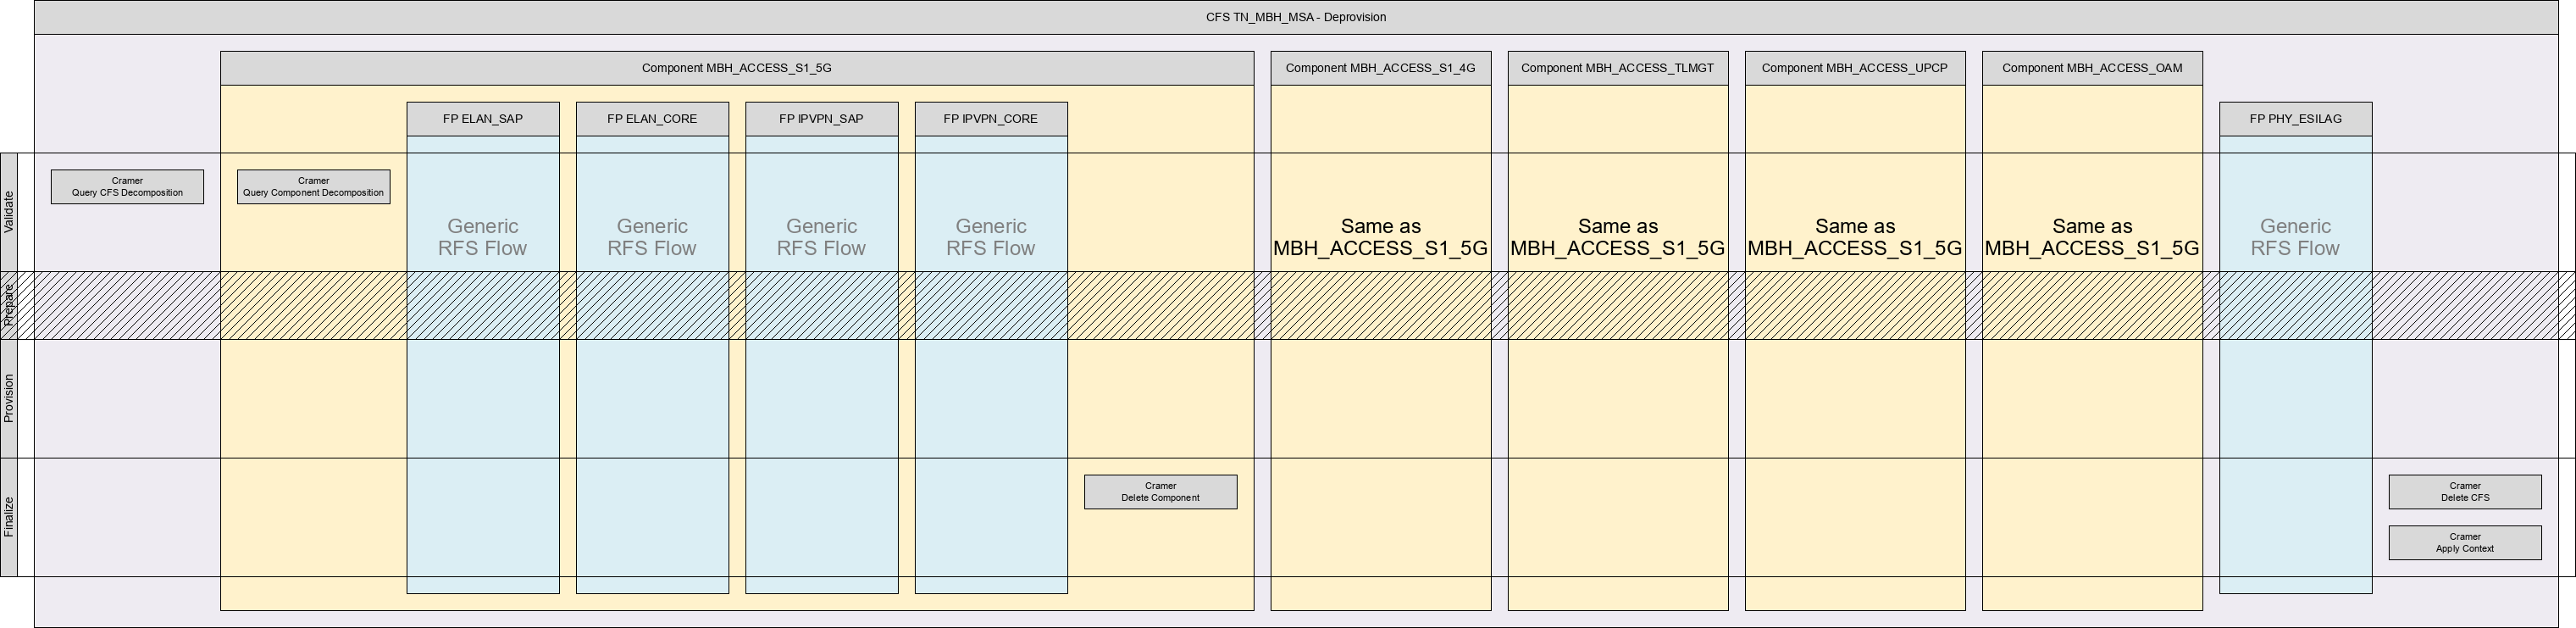 CFS TN_MBH_MSA - Deprovision
Component MBH_ACCESS_S1_5G
Component MBH_ACCESS_S1_4G
Component MBH_ACCESS_TLMGT
Component MBH_ACCESS_UPCP
Component MBH_ACCESS_OAM
FP ELAN_SAP
FP ELAN_CORE
FP IPVPN_SAP
FP IPVPN_CORE
FP PHY_ESILAG
Validate
Cramer
Query CFS Decomposition
Cramer
Query Component Decomposition
Generic
RFS Flow
Generic
RFS Flow
Generic
RFS Flow
Generic
RFS Flow
Same as
MBH_ACCESS_S1_5G
Same as
MBH_ACCESS_S1_5G
Same as
MBH_ACCESS_S1_5G
Same as
MBH_ACCESS_S1_5G
Generic
RFS Flow
Prepare
Provision
Finalize
Cramer
Delete Component
Cramer
Delete CFS
Cramer
Apply Context